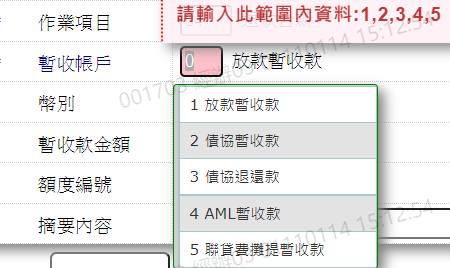 請輸入此範圍內資料:1,2,3,4,5
作業項目
暫收帳戶 0 放款暫收款
幣別
暫收款金額
額度編號
摘要內容
1 放款暫收款
2 債協暫收款
3 債協退還款
4 AML暫收款
5 聯貸費攤提暫收款